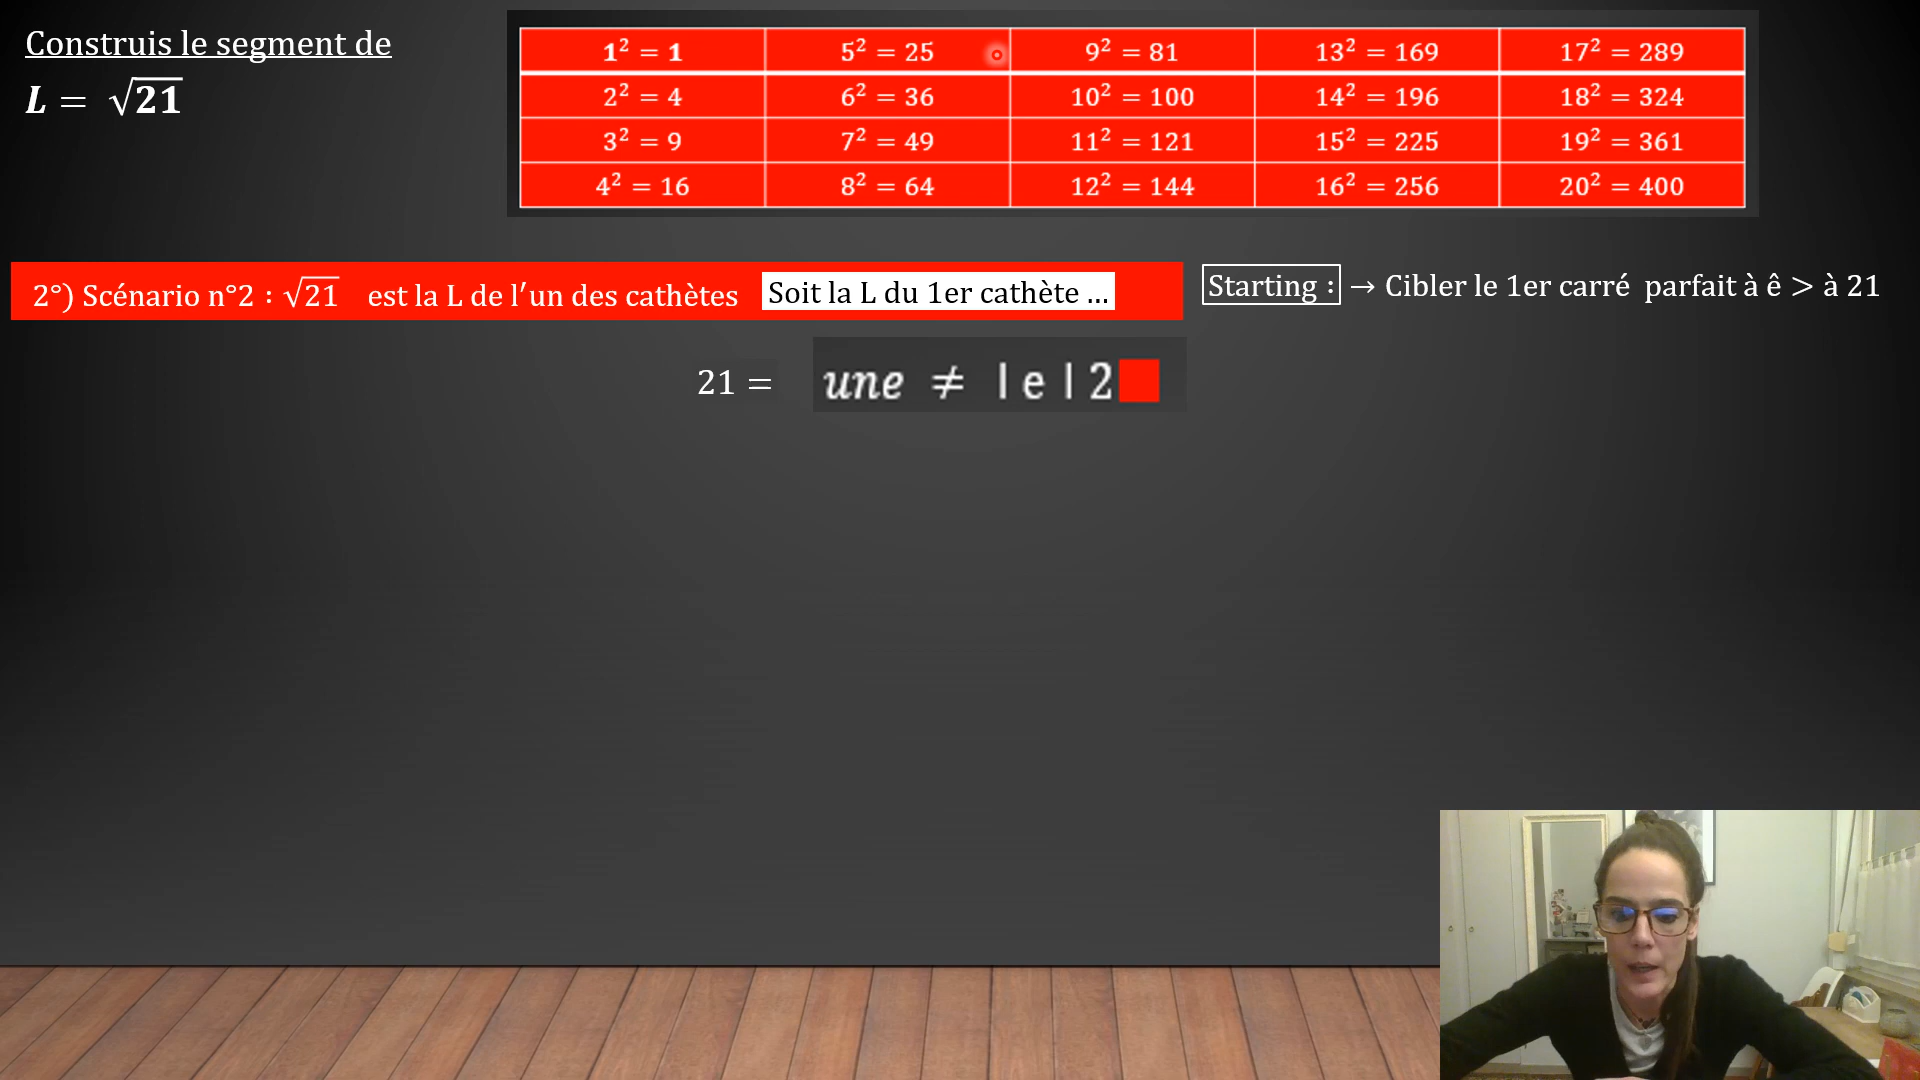 Construis le segment de
L = √21
1² = 1 5² = 25 9² = 81 13² = 169 17² = 289
2² = 4 6² = 36 10² = 100 14² = 196 18² = 324
3² = 9 7² = 49 11² = 121 15² = 225 19² = 361
4² = 16 8² = 64 12² = 144 16² = 256 20² = 400
2°) Scénario n°2 : √21 est la L de l′un des cathètes Soit la L du 1er cathète ...
Starting : → Cibler le 1er carré parfait à ê > à 21
21 = une ≠ | e | 2